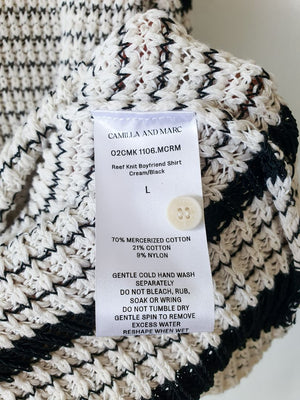 CAMILLA AND MARC
O2CMK1106.MCRM
Reef Knit Boyfriend Shirt
Cream/Black
L
70% MERCERIZED COTTON
21% COTTON
9% NYLON
GENTLE COLD HAND WASH
SEPARATELY
DO NOT BLEACH, RUB,
SOAK OR WRING
DO NOT TUMBLE DRY
GENTLE SPIN TO REMOVE
EXCESS WATER
RESHAPE WHEN WET